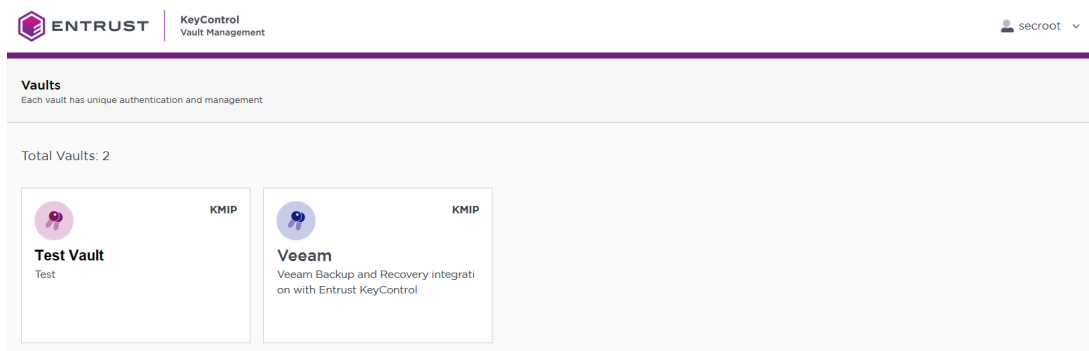 ENTRUST
KeyControl
Vault Management
secroot
Vaults
Each vault has unique authentication and management
Total Vaults: 2
KMIP
Test Vault
Test
KMIP
Veeam
Veeam Backup and Recovery integrati
on with Entrust KeyControl